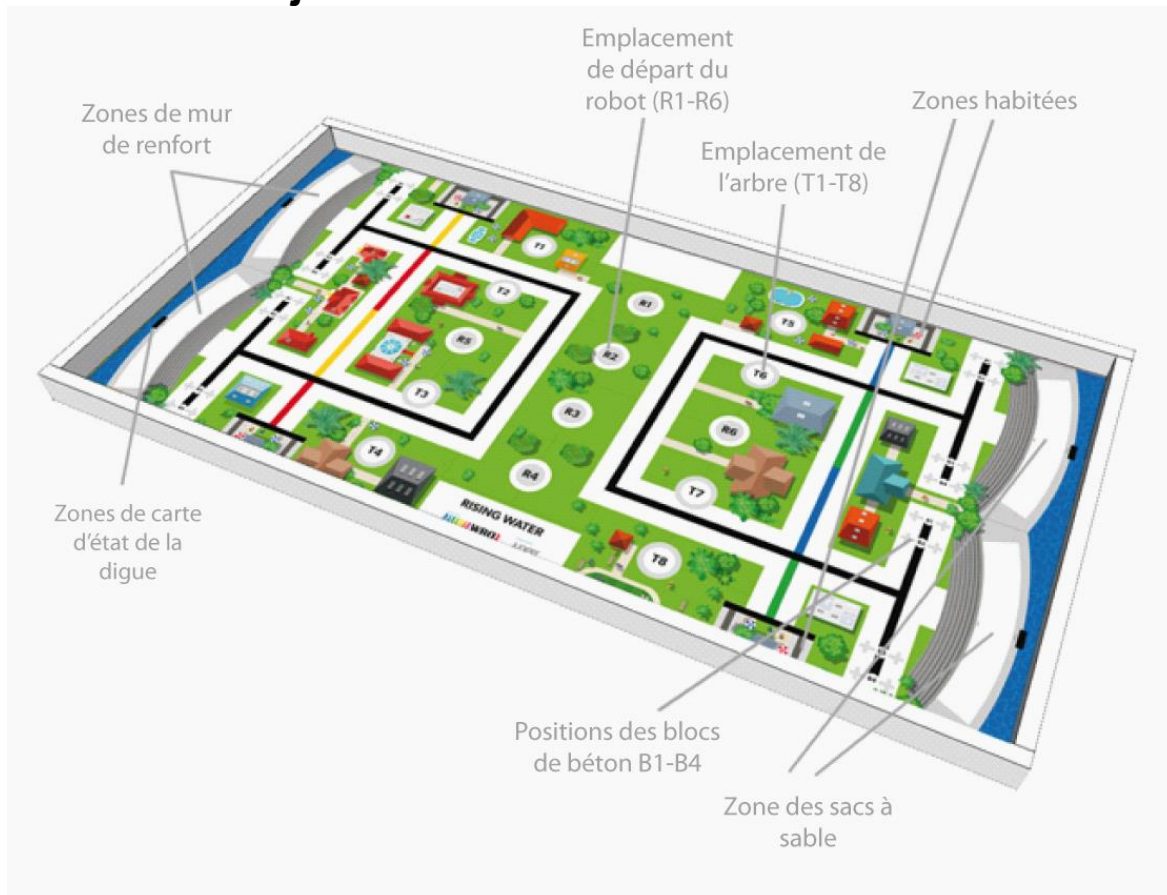 Emplacement
de départ du
robot (R1-R6)
Zones habitées
Zones de mur
de renfort
Emplacement de
l'arbre (T1-T8)
T1
R1
T2
T5
R5
R2
T6
T3
R3
R6
T4
R4
T7
RISING WATER
WRO
T8
Zones de carte
d'état de la
digue
Positions des blocs
de béton B1-B4
Zone des sacs à
sable